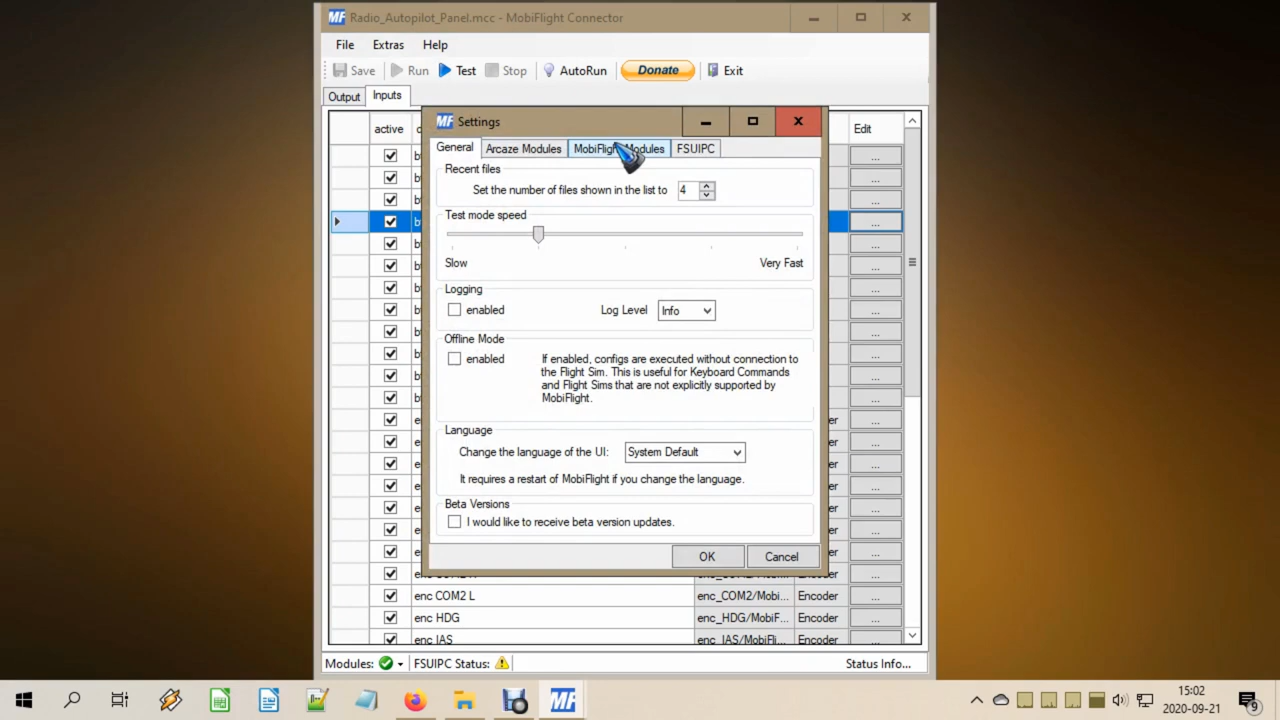 Radio_Autopilot_Panel.mcc - MobiFlight Connector
File Extras Help
Save Run Test Stop AutoRun Donate Exit
Output Inputs
active Edit
Settings
General Arcaze Modules MobiFlight Modules FSUIPC
Recent files
Set the number of files shown in the list to 4
Test mode speed
Slow Very Fast
Logging
enabled Log Level Info
Offline Mode
enabled
If enabled, configs are executed without connection to
the Flight Sim. This is useful for Keyboard Commands
and Flight Sims that are not explicitly supported by
MobiFlight.
Language
Change the language of the UI: System Default
It requires a restart of MobiFlight if you change the language.
Beta Versions
I would like to receive beta version updates.
OK Cancel
enc COM2 L enc_COM2/Mobi... Encoder ...
enc HDG enc_HDG/MobiF... Encoder ...
enc IAS enc_IAS/MobiFli... Encoder ...
Modules: FSUIPC Status: Status Info...
15:02
2020-09-21
9